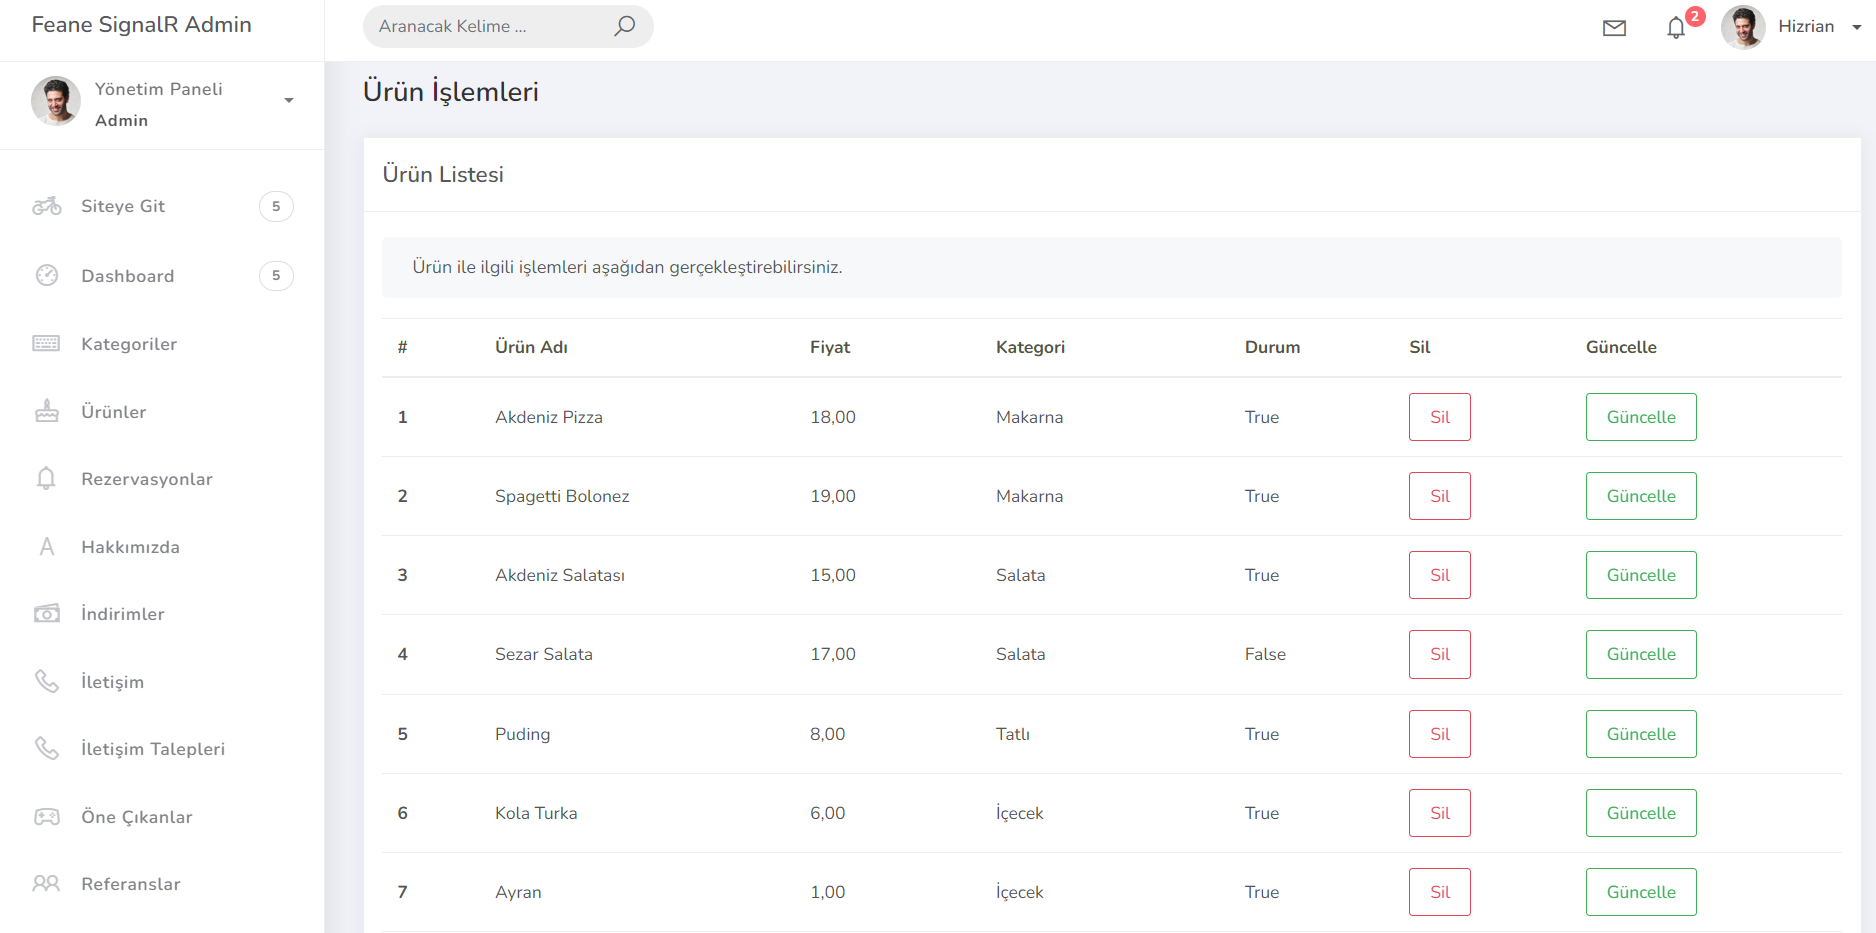 Feane SignalR Admin
Aranacak Kelime ...
2
Hizrian
Yönetim Paneli
Admin
Siteye Git 5
Dashboard 5
Kategoriler
Ürünler
Rezervasyonlar
Hakkımızda
İndirimler
İletişim
İletişim Talepleri
Öne Çıkanlar
Referanslar
Ürün İşlemleri
Ürün Listesi
Ürün ile ilgili işlemleri aşağıdan gerçekleştirebilirsiniz.
# Ürün Adı Fiyat Kategori Durum Sil Güncelle
1 Akdeniz Pizza 18,00 Makarna True Sil Güncelle
2 Spagetti Bolonez 19,00 Makarna True Sil Güncelle
3 Akdeniz Salatası 15,00 Salata True Sil Güncelle
4 Sezar Salata 17,00 Salata False Sil Güncelle
5 Puding 8,00 Tatlı True Sil Güncelle
6 Kola Turka 6,00 İçecek True Sil Güncelle
7 Ayran 1,00 İçecek True Sil Güncelle